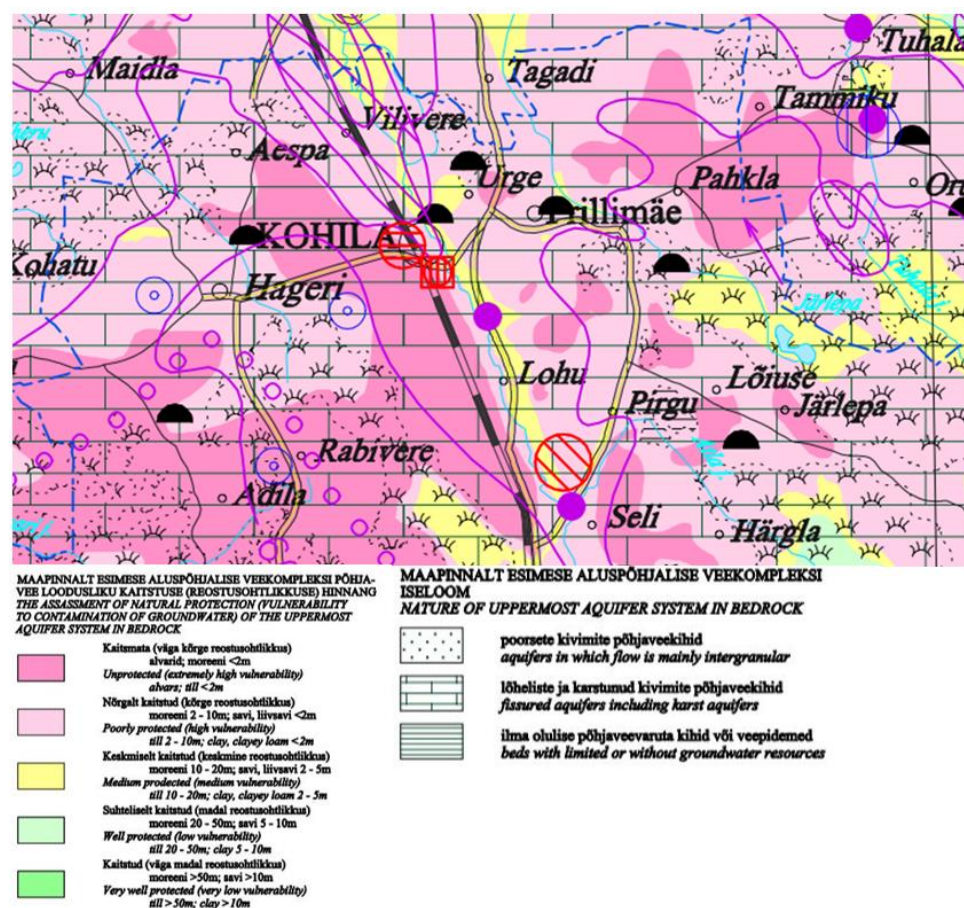 Tuhala
Maidla
Tagadi
Tammiku
Vilivere
Aespa
Urge
Pahkla
KOHILA
Kohatu
Hageri
Järlepa
Lohu
Lõiuse
Pirgu
Järlepa
Rabivere
Adila
Seli
Härgla
MAAPINNALT ESIMESE ALUSPÕHJALISE VEEKOMPLEKSI PÕHJA-
VEE LOODUSLIKU KAITSTUSE (REOSTUSOHTLIKKUSE) HINNANG
THE ASSASSMENT OF NATURAL PROTECTION (VULNERABILITY
TO CONTAMINATION OF GROUNDWATER) OF THE UPPERMOST
AQUIFER SYSTEM IN BEDROCK
Kaitsmata (väga kõrge reostusohtlikkus)
alvarid; moreeni <2m
Unprotected (extremely high vulnerability)
alvars; till <2m
Nõrgalt kaitstud (kõrge reostusohtlikkus)
moreeni 2 - 10m; savi, liivsavi <2m
Poorly protected (high vulnerability)
till 2 - 10m; clay, clayey loam <2m
Keskmiselt kaitstud (keskmine reostusohtlikkus)
moreeni 10 - 20m; savi, liivsavi 2 - 5m
Medium prodected (medium vulnerability)
till 10 - 20m; clay, clayey loam 2 - 5m
Suhteliselt kaitstud (madal reostusohtlikkus)
moreeni 20 - 50m; savi 5 - 10m
Well protected (low vulnerability)
till 20 - 50m; clay 5 - 10m
Kaitstud (väga madal reostusohtlikkus)
moreeni >50m; savi >10m
Very well protected (very low vulnerability)
till >50m; clay >10m
MAAPINNALT ESIMESE ALUSPÕHJALISE VEEKOMPLEKSI
ISELOOM
NATURE OF UPPERMOST AQUIFER SYSTEM IN BEDROCK
poorsete kivimite põhjaveekihid
aquifers in which flow is mainly intergranular
lõheliste ja karstunud kivimite põhjaveekihid
fissured aquifers including karst aquifers
ilma olulise põhjaveevaruta kihid või veepidemed
beds with limited or without groundwater resources